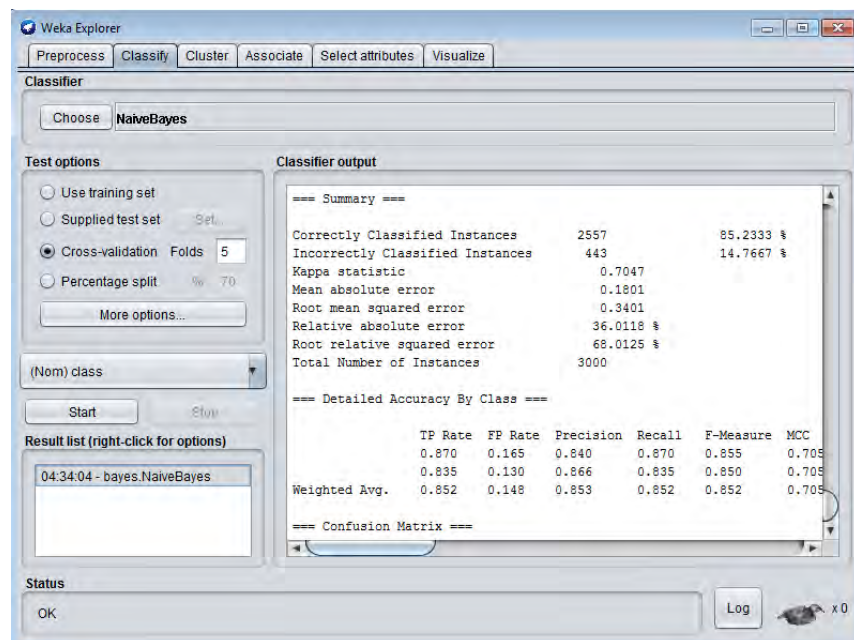 Weka Explorer
Preprocess Classify Cluster Associate Select attributes Visualize
Classifier
Choose NaiveBayes
Test options
Use training set
Supplied test set Set...
Cross-validation Folds 5
Percentage split % 70
More options...
(Nom) class
Start Stop
Result list (right-click for options)
04:34:04 - bayes.NaiveBayes
Classifier output
=== Summary ===
Correctly Classified Instances 2557 85.2333 %
Incorrectly Classified Instances 443 14.7667 %
Kappa statistic 0.7047
Mean absolute error 0.1801
Root mean squared error 0.3401
Relative absolute error 36.0118 %
Root relative squared error 68.0125 %
Total Number of Instances 3000
=== Detailed Accuracy By Class ===
TP Rate FP Rate Precision Recall F-Measure MCC
0.870 0.165 0.840 0.870 0.855 0.705
0.835 0.130 0.866 0.835 0.850 0.705
Weighted Avg. 0.852 0.148 0.853 0.852 0.852 0.705
=== Confusion Matrix ===
Status
OK
Log x 0